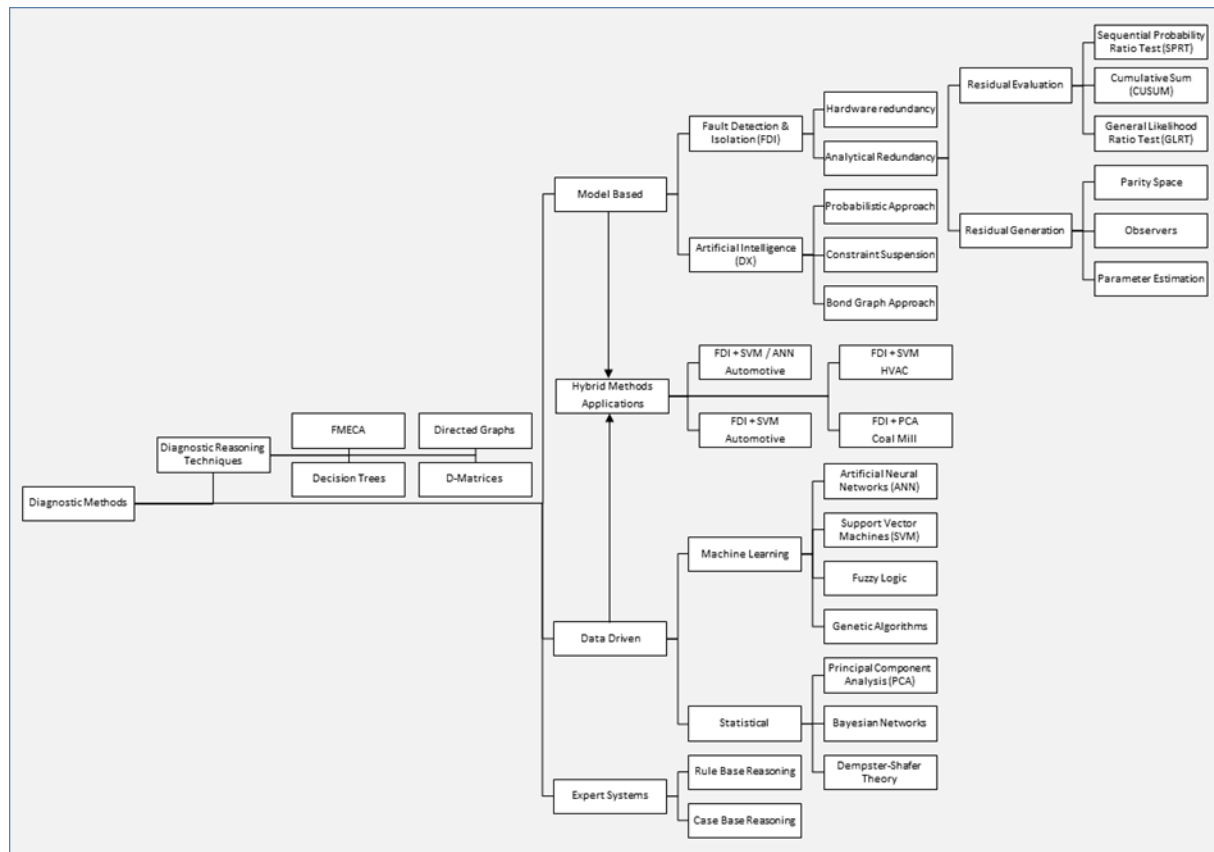 Diagnostic Methods
Diagnostic Reasoning
Techniques
FMECA
Directed Graphs
Decision Trees
D-Matrices
Model Based
Fault Detection &
Isolation (FDI)
Hardware redundancy
Analytical Redundancy
Residual Evaluation
Sequential Probability
Ratio Test (SPRT)
Cumulative Sum
(CUSUM)
General Likelihood
Ratio Test (GLRT)
Residual Generation
Parity Space
Observers
Parameter Estimation
Artificial Intelligence
(DX)
Probabilistic Approach
Constraint Suspension
Bond Graph Approach
Hybrid Methods
Applications
FDI + SVM / ANN
Automotive
FDI + SVM
HVAC
FDI + SVM
Automotive
FDI + PCA
Coal Mill
Data Driven
Machine Learning
Artificial Neural
Networks (ANN)
Support Vector
Machines (SVM)
Fuzzy Logic
Genetic Algorithms
Statistical
Principal Component
Analysis (PCA)
Bayesian Networks
Dempster-Shafer
Theory
Expert Systems
Rule Base Reasoning
Case Base Reasoning